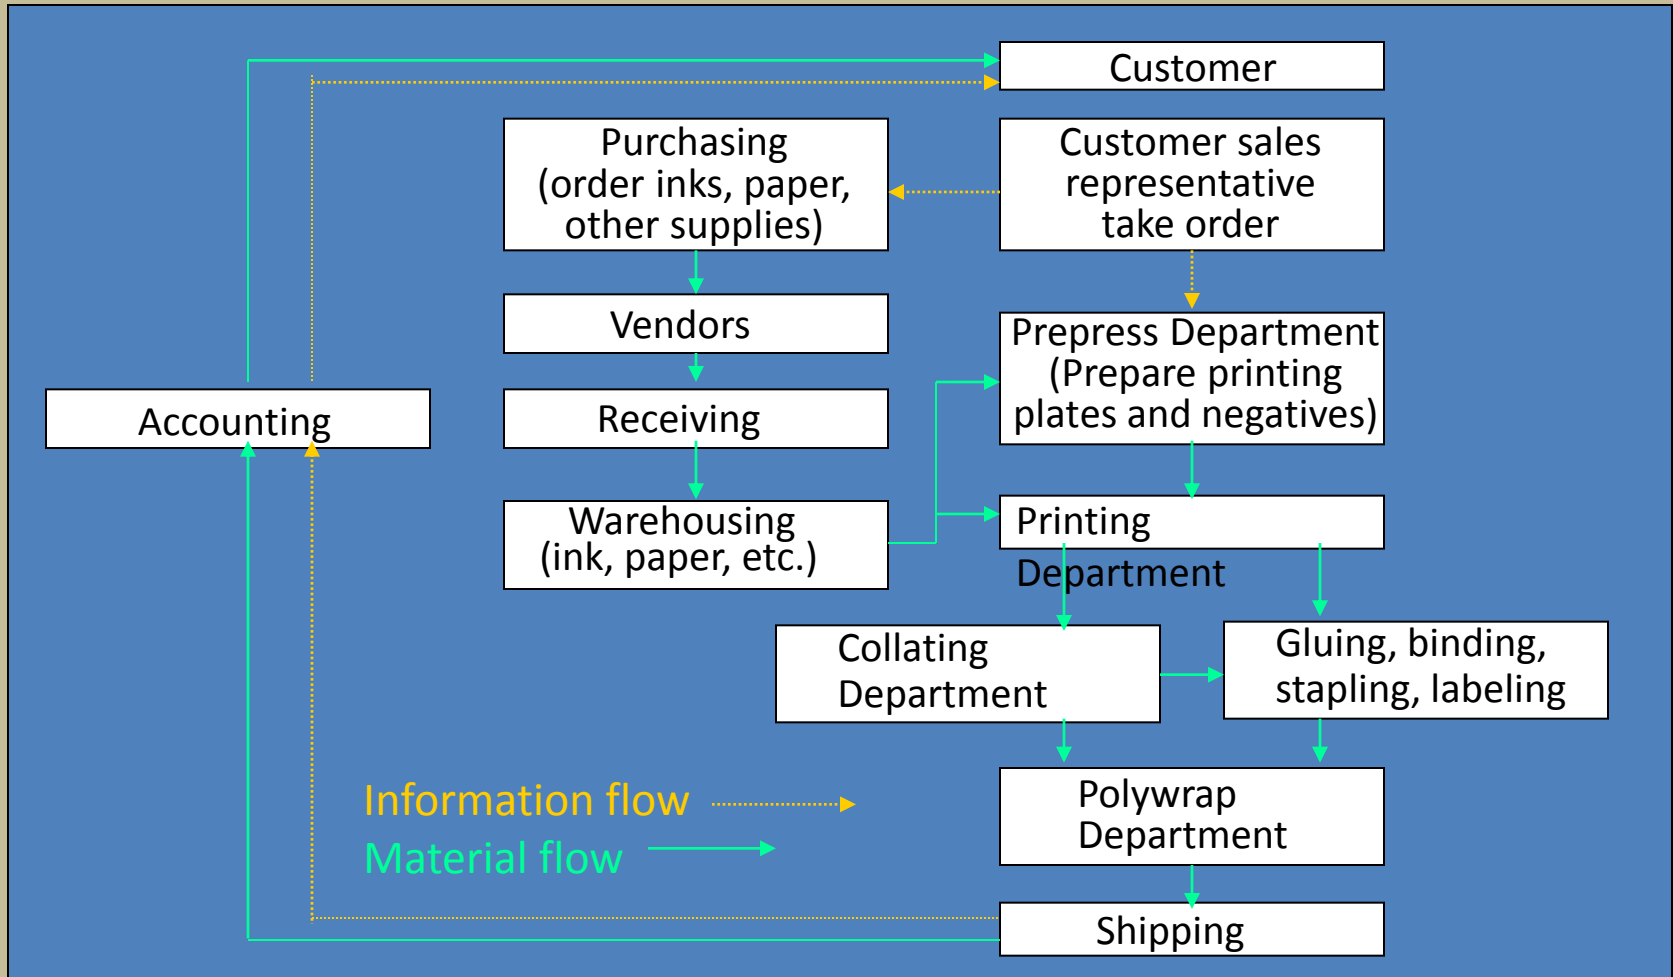 Customer
Purchasing
(order inks, paper,
other supplies)
Customer sales
representative
take order
Vendors
Prepress Department
(Prepare printing
plates and negatives)
Accounting
Receiving
Warehousing
(ink, paper, etc.)
Printing
Department
Collating
Department
Gluing, binding,
stapling, labeling
Information flow
Material flow
Polywrap
Department
Shipping